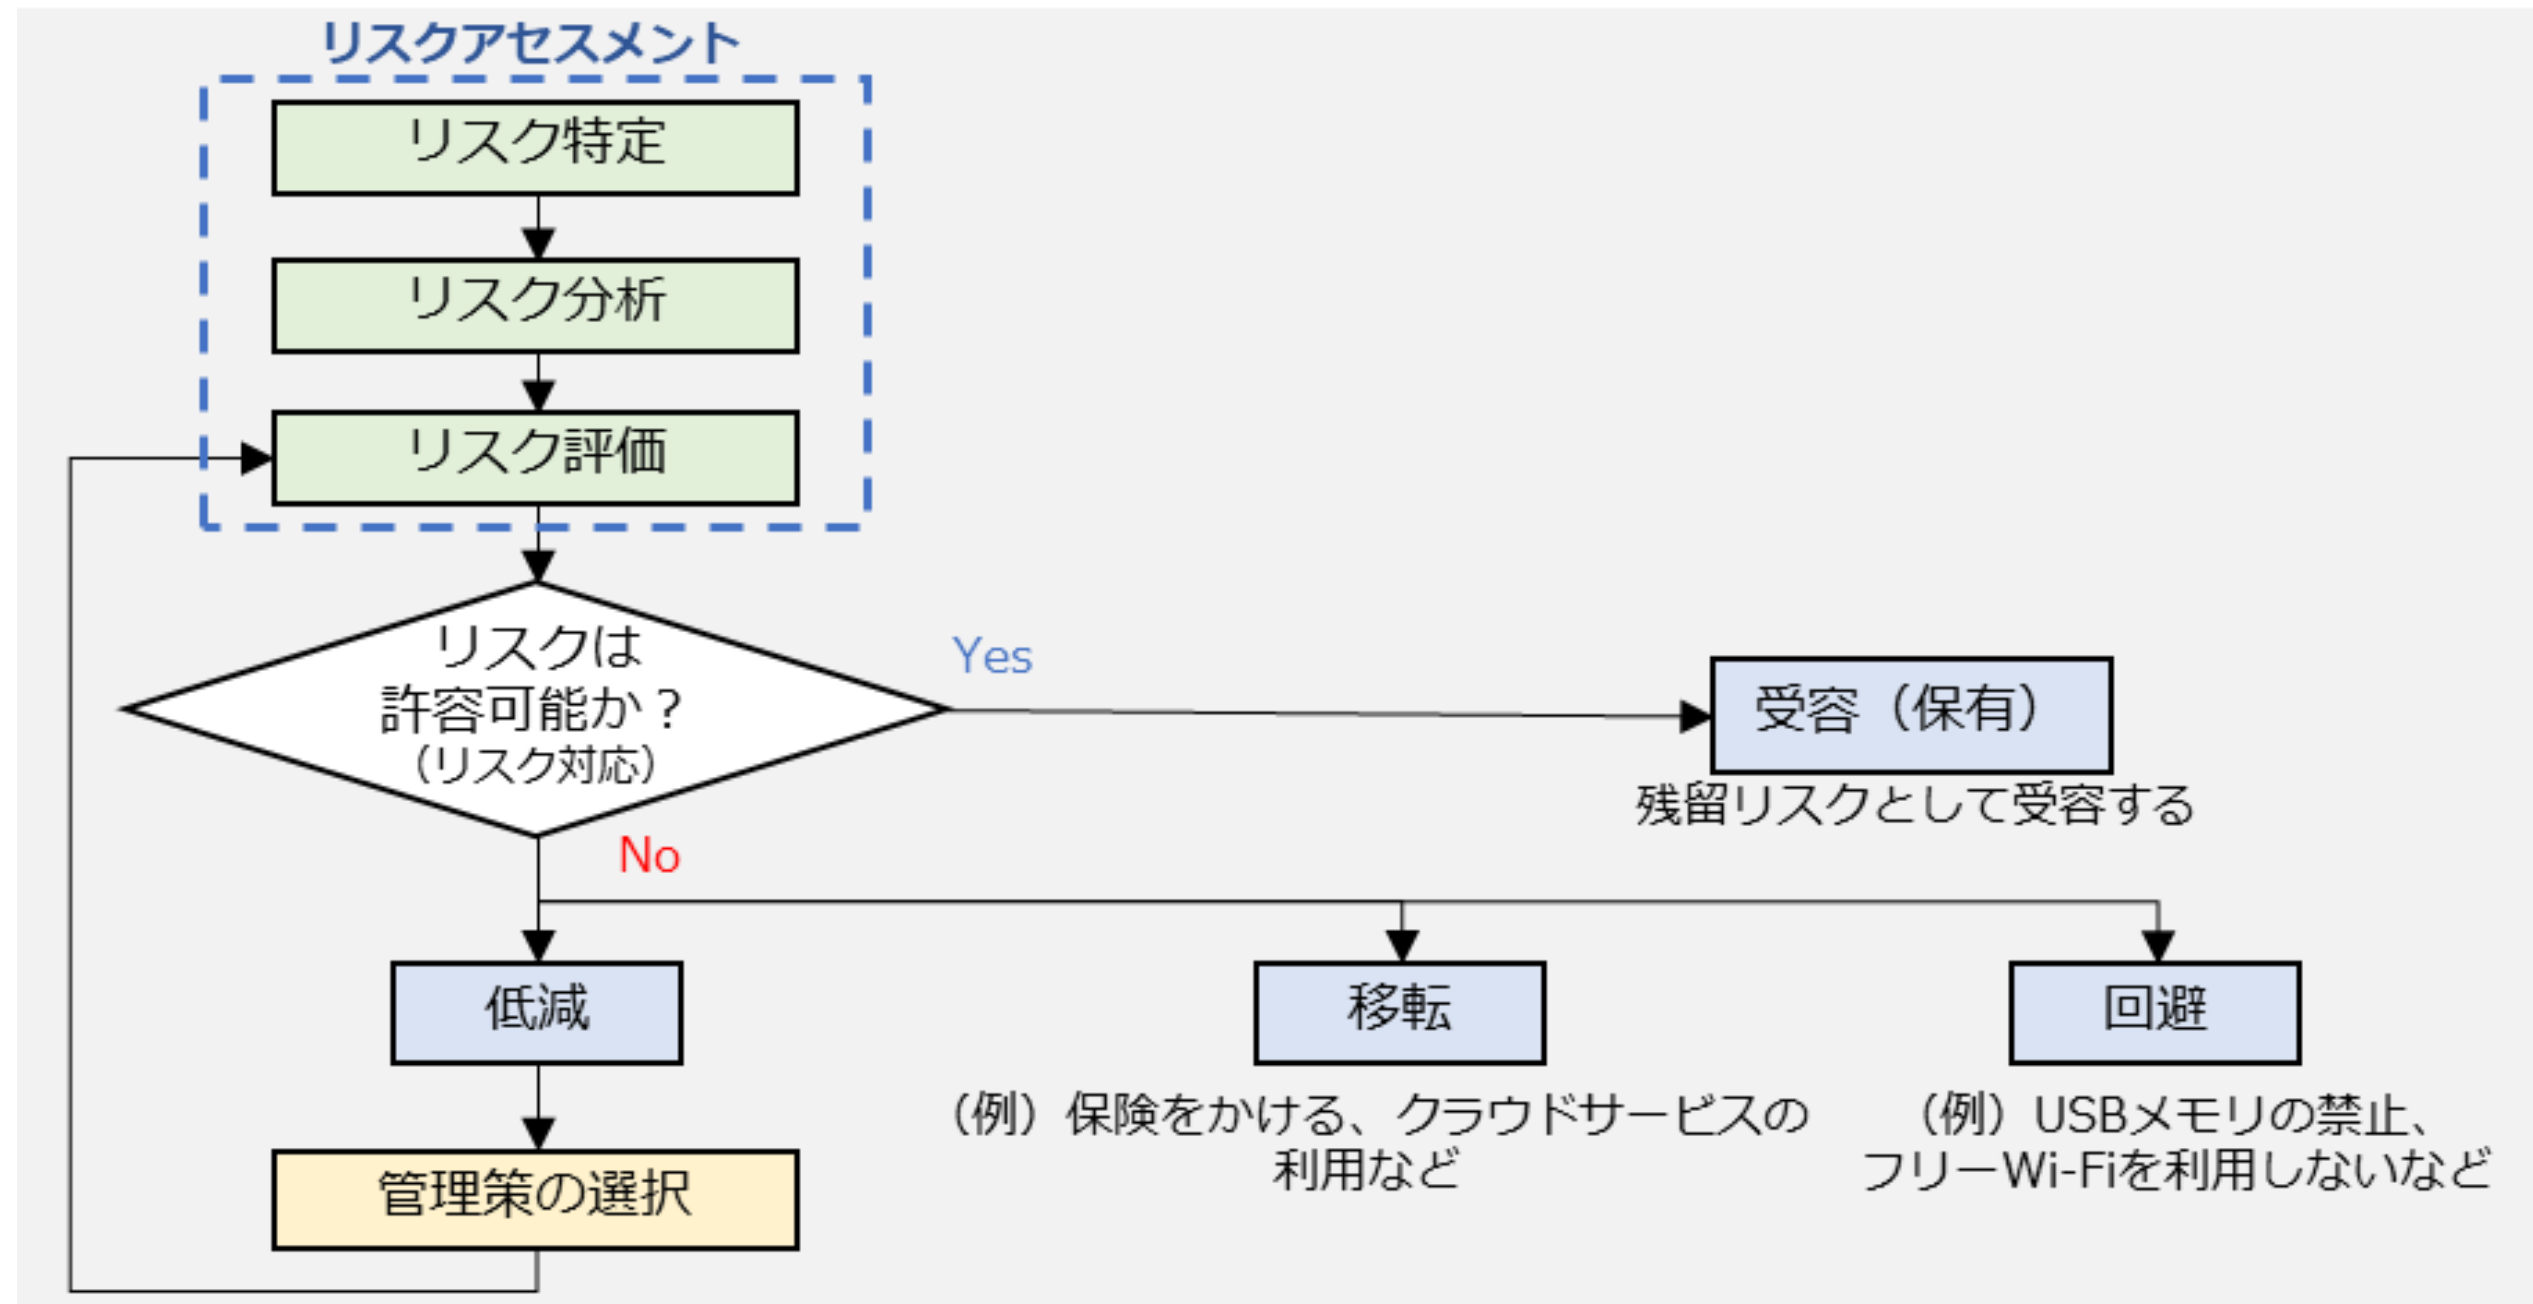 リスクアセスメント
リスク特定
リスク分析
リスク評価
リスクは
許容可能か？
（リスク対応）
Yes
受容（保有）
残留リスクとして受容する
No
低減
移転
回避
（例）保険をかける、クラウドサービスの
利用など
（例）USBメモリの禁止、
フリーWi-Fiを利用しないなど
管理策の選択